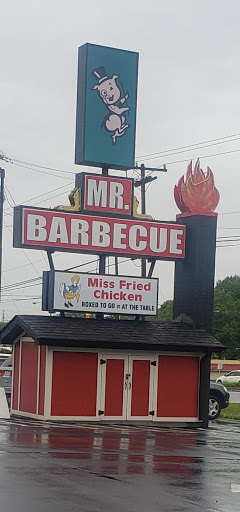 MR.
BARBECUE
Miss Fried
Chicken
BOXED TO GO or AT THE TABLE